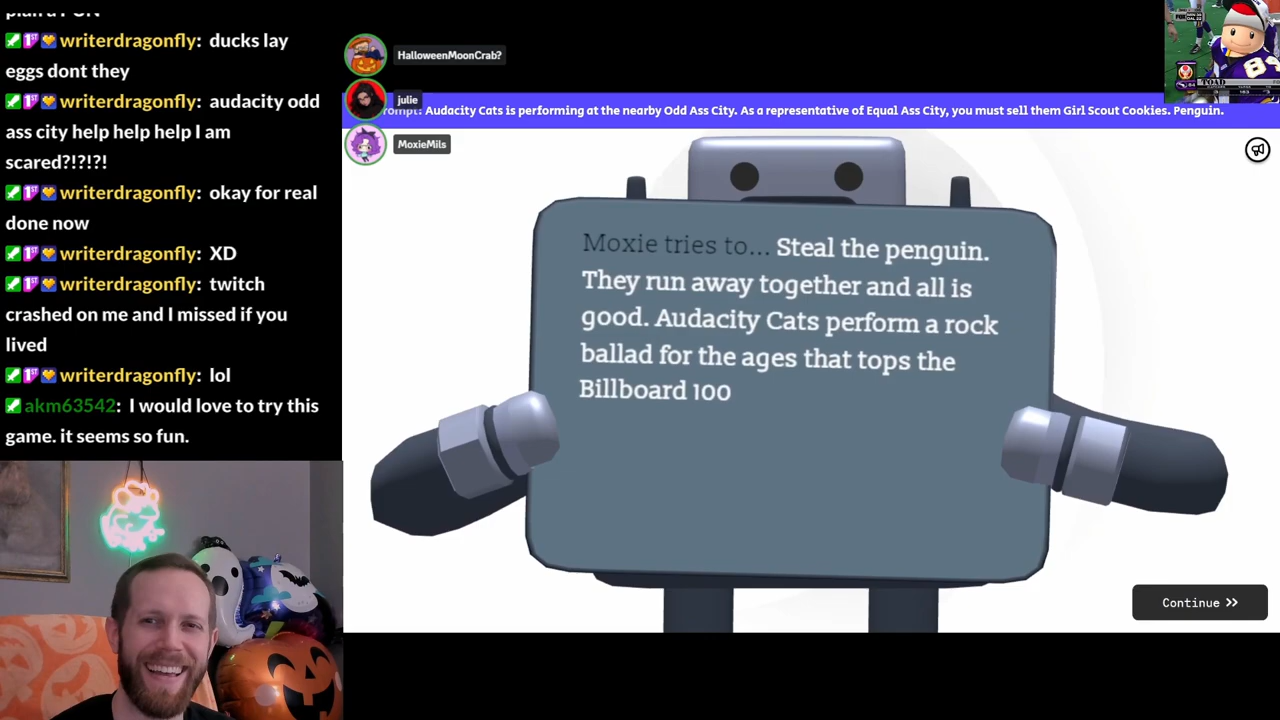 writerdragonfly: ducks lay
eggs dont they
writerdragonfly: audacity odd
ass city help help help I am
scared?!?!?!
writerdragonfly: okay for real
done now
writerdragonfly: XD
writerdragonfly: twitch
crashed on me and I missed if you
lived
writerdragonfly: lol
akm63542: I would love to try this
game. it seems so fun.
HalloweenMoonCrab?
julie
Audacity Cats is performing at the nearby Odd Ass City. As a representative of Equal Ass City, you must sell them Girl Scout Cookies. Penguin.
MoxieMils
Moxie tries to... Steal the penguin.
They run away together and all is
good. Audacity Cats perform a rock
ballad for the ages that tops the
Billboard 100
Continue >>
TOAD